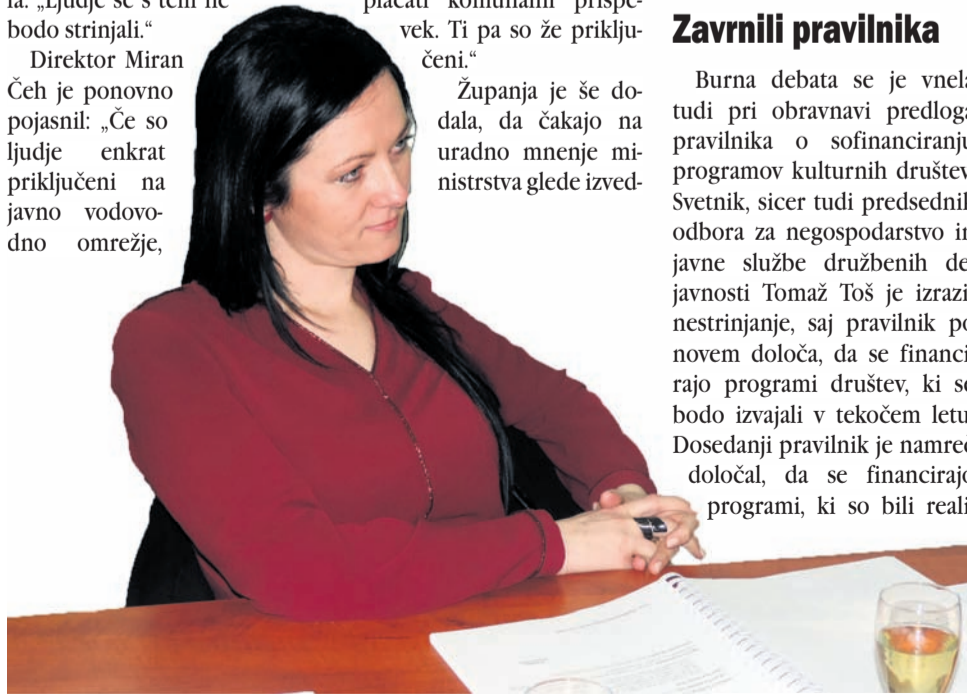 la. „Ljudje se s tem ne
bodo strinjali.“
Direktor Miran
Čeh je ponovno
pojasnil: „Če so
ljudje enkrat
priključeni na
javno vodovo-
dno omrežje,
plačati komunalni prispe-
vek. Ti pa so že priklju-
čeni.“
Županja je še do-
dala, da čakajo na
uradno mnenje mi-
nistrstva glede izved-
Zavrnili pravilnika
Burna debata se je vnela
tudi pri obravnavi predloga
pravilnika o sofinanciranju
programov kulturnih društev
Svetnik, sicer tudi predsednik
odbora za negospodarstvo in
javne službe družbenih de
javnosti Tomaž Toš je izrazi
nestrinjanje, saj pravilnik po
novem določa, da se financi
rajo programi društev, ki se
bodo izvajali v tekočem letu
Dosedanji pravilnik je namreč
določal, da se financirajo
programi, ki so bili reali